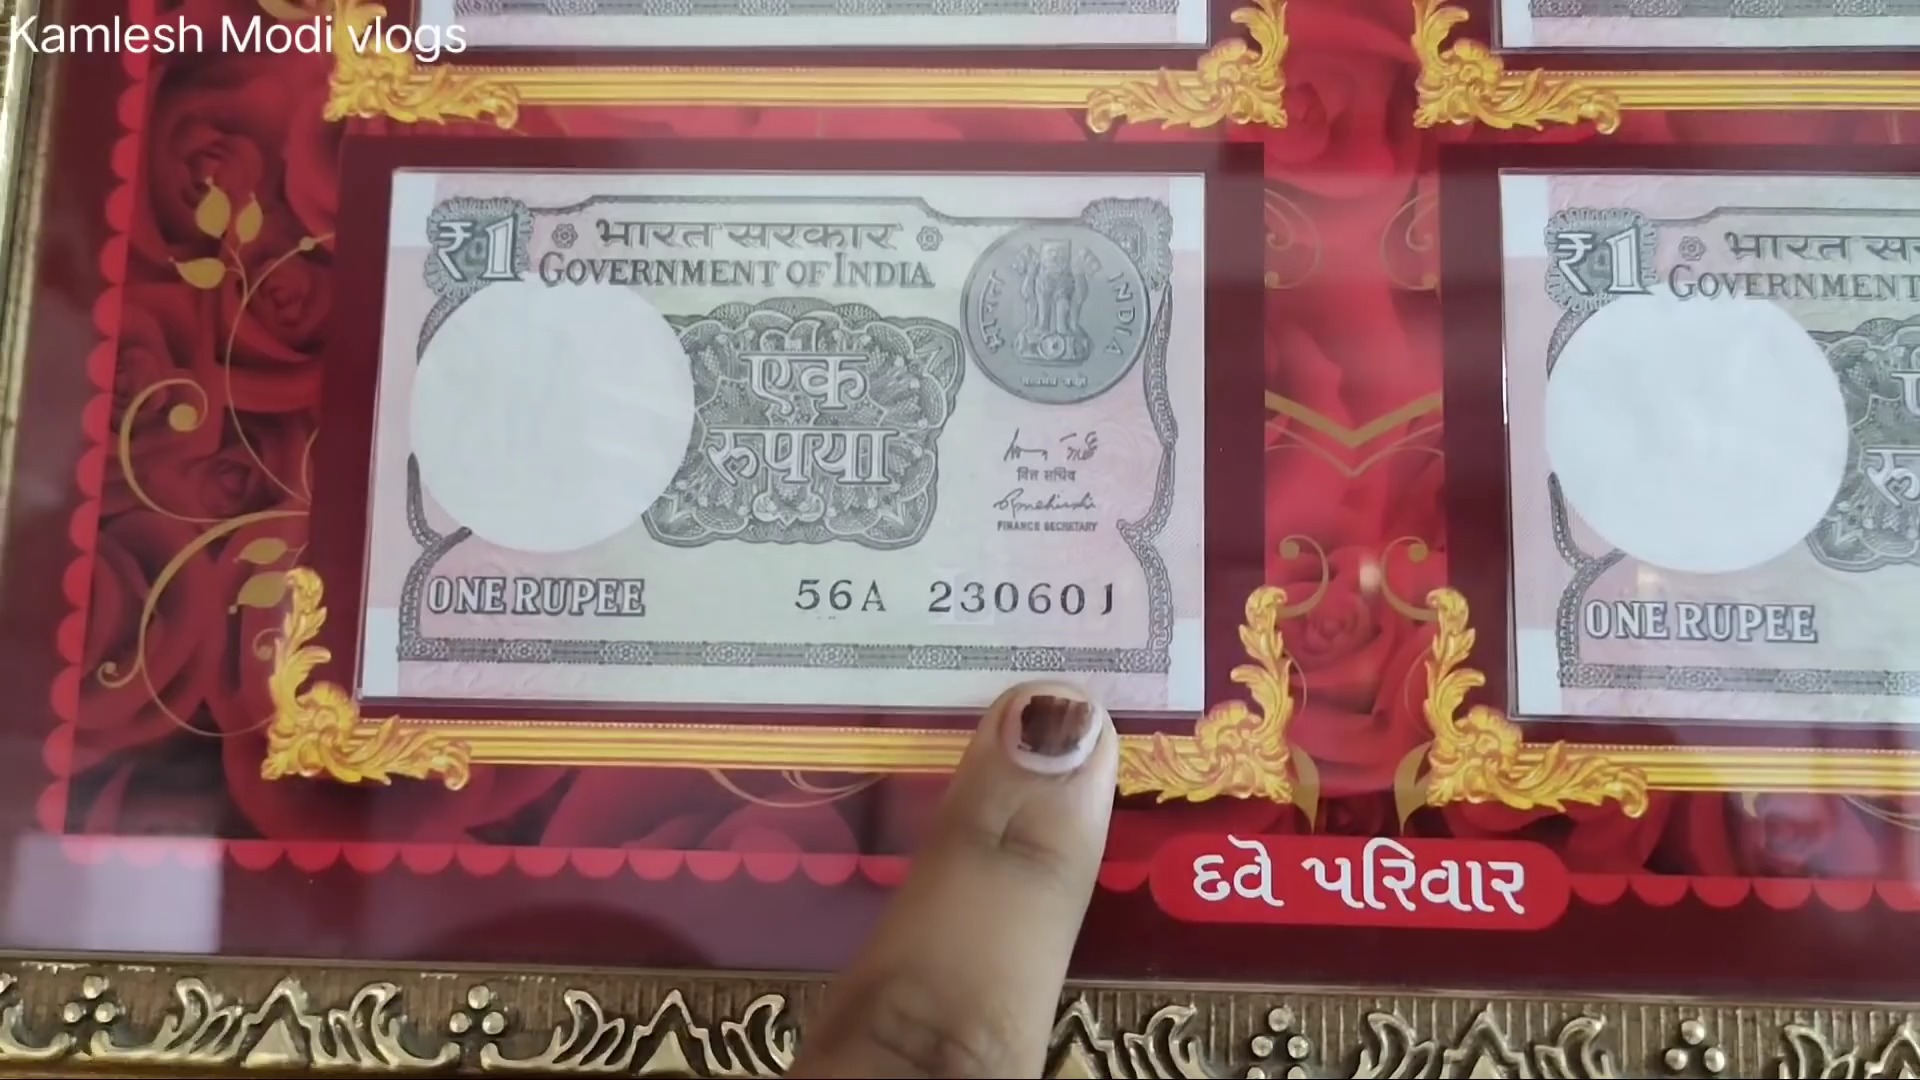 Kamlesh Modi vlogs
₹1
भारत सरकार
GOVERNMENT OF INDIA
भारत
INDIA
एक
रुपया
वित्त सचिव
FINANCE SECRETARY
ONE RUPEE
56A 230601
₹1
भारत
GOVERNMENT
ONE RUPEE
દવે પરિવાર